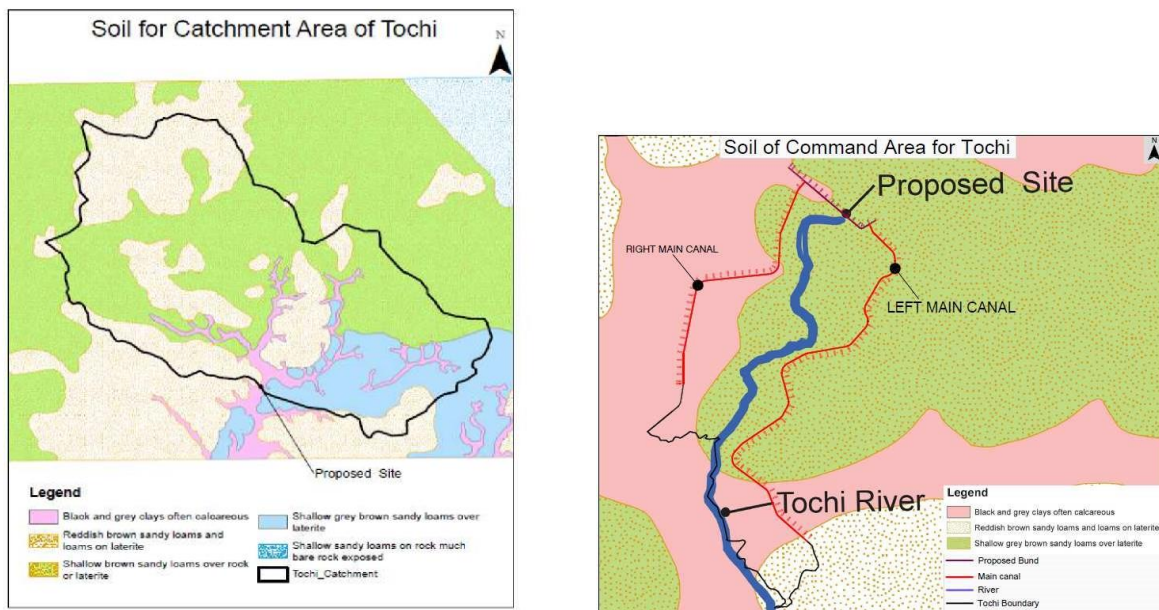 Soil for Catchment Area of Tochi
N
Proposed Site
Legend
Black and grey clays often calcareous
Reddish brown sandy loams and
loams on laterite
Shallow brown sandy loams over rock
or laterite
Shallow grey brown sandy loams over
laterite
Shallow sandy loams on rock much
bare rock exposed
Tochi_Catchment
Soil of Command Area for Tochi
N
Proposed Site
RIGHT MAIN CANAL
LEFT MAIN CANAL
Tochi River
Legend
Black and grey clays often calcareous
Reddish brown sandy loams and loams on laterite
Shallow grey brown sandy loams over laterite
Proposed Bund
Main canal
River
Tochi Boundary